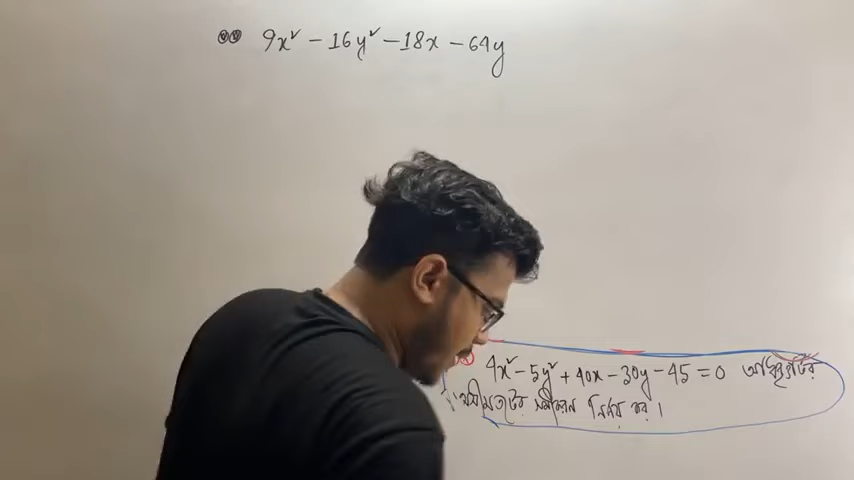 9x² - 16y² - 18x - 64y
4x² - 5y² + 40x - 30y - 45 = 0 অধিবৃত্তটির
অসীমতটের সমীকরণ নির্ণয় কর।